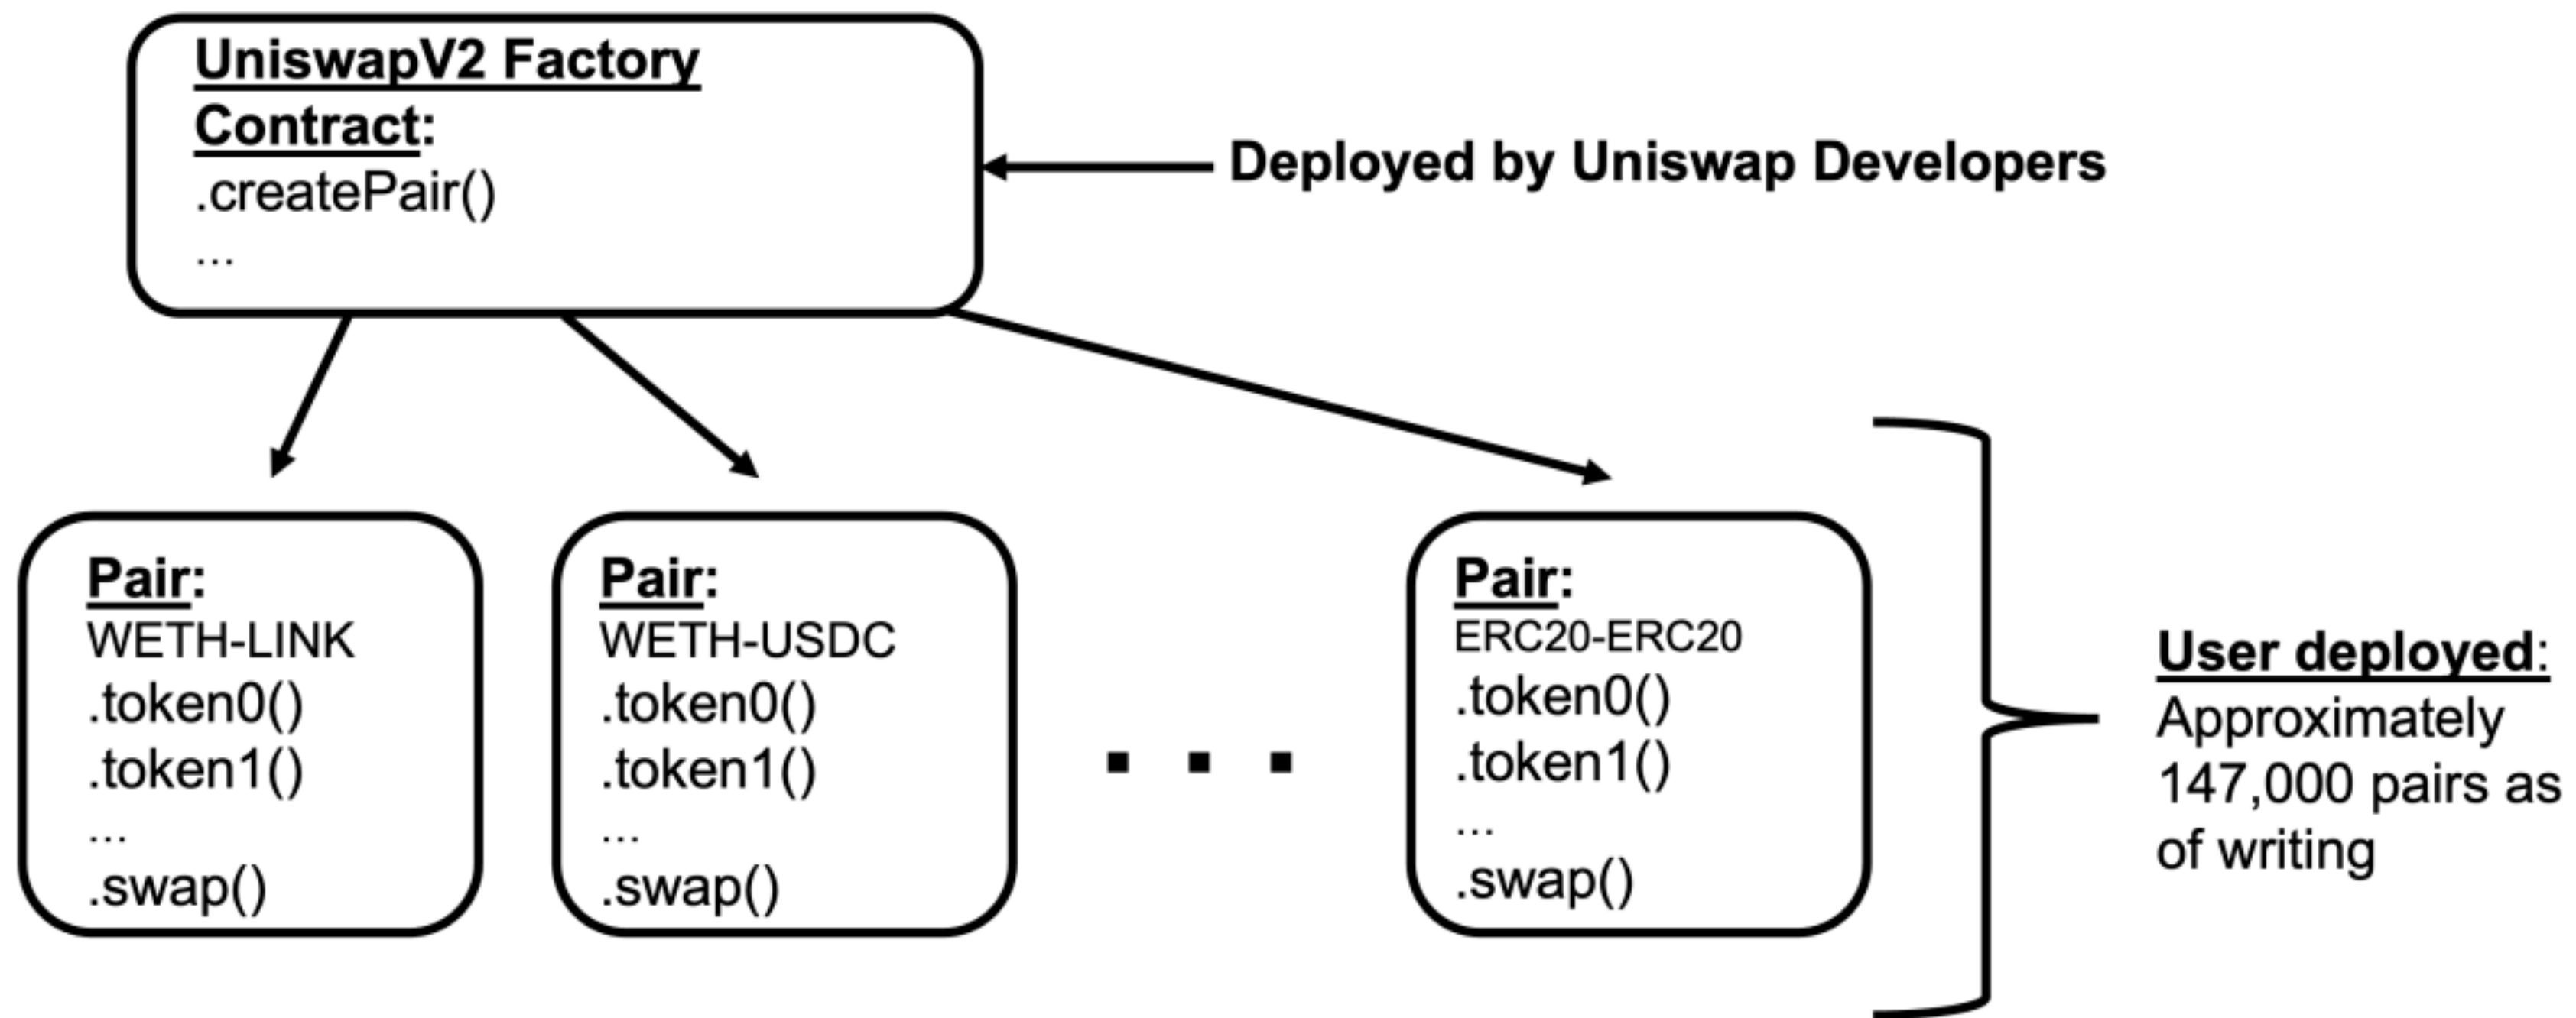 UniswapV2 Factory
Contract:
.createPair()
...
Deployed by Uniswap Developers
Pair:
WETH-LINK
.token0()
.token1()
...
.swap()
Pair:
WETH-USDC
.token0()
.token1()
...
.swap()
. . .
Pair:
ERC20-ERC20
.token0()
.token1()
...
.swap()
User deployed:
Approximately
147,000 pairs as
of writing